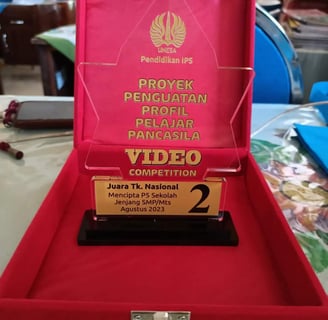 UNESA
Pendidikan IPS
PROYEK
PENGUATAN
PROFIL
PELAJAR
PANCASILA
VIDEO
COMPETITION
Juara Tk. Nasional
Mencipta P5 Sekolah
Jenjang SMP/Mts
Agustus 2023
2